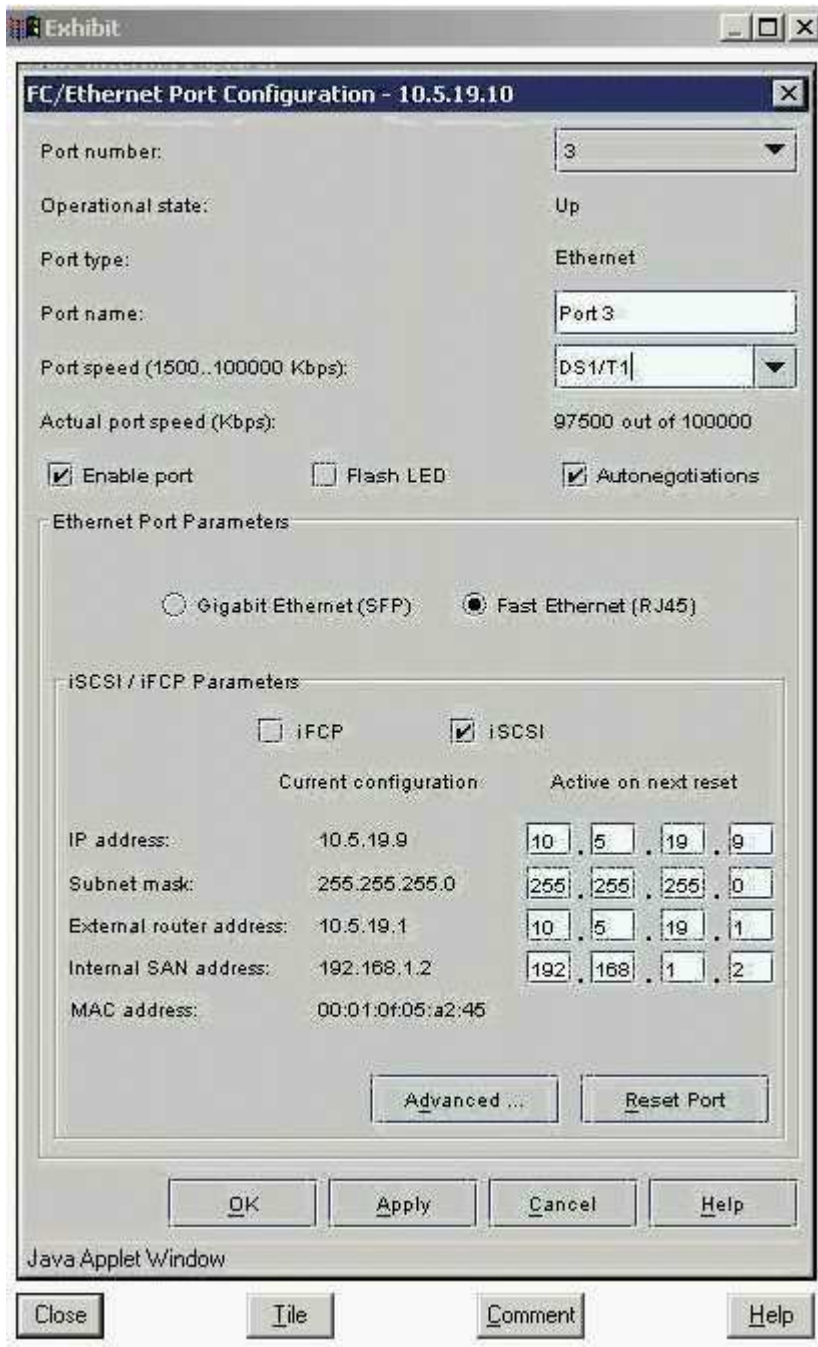 Exhibit
FC/Ethernet Port Configuration - 10.5.19.10
Port number: 3
Operational state: Up
Port type: Ethernet
Port name: Port 3
Port speed (1500..100000 Kbps): DS1/T1
Actual port speed (Kbps): 97500 out of 100000
Enable port Flash LED Autonegotiations
Ethernet Port Parameters
Gigabit Ethernet (SFP) Fast Ethernet (RJ45)
iSCSI / iFCP Parameters
iFCP iSCSI
Current configuration Active on next reset
IP address: 10.5.19.9 10 . 5 . 19 . 9
Subnet mask: 255.255.255.0 255 . 255 . 255 . 0
External router address: 10.5.19.1 10 . 5 . 19 . 1
Internal SAN address: 192.168.1.2 192 . 168 . 1 . 2
MAC address: 00:01:0f:05:a2:45
Advanced ... Reset Port
OK Apply Cancel Help
Java Applet Window
Close Tile Comment Help